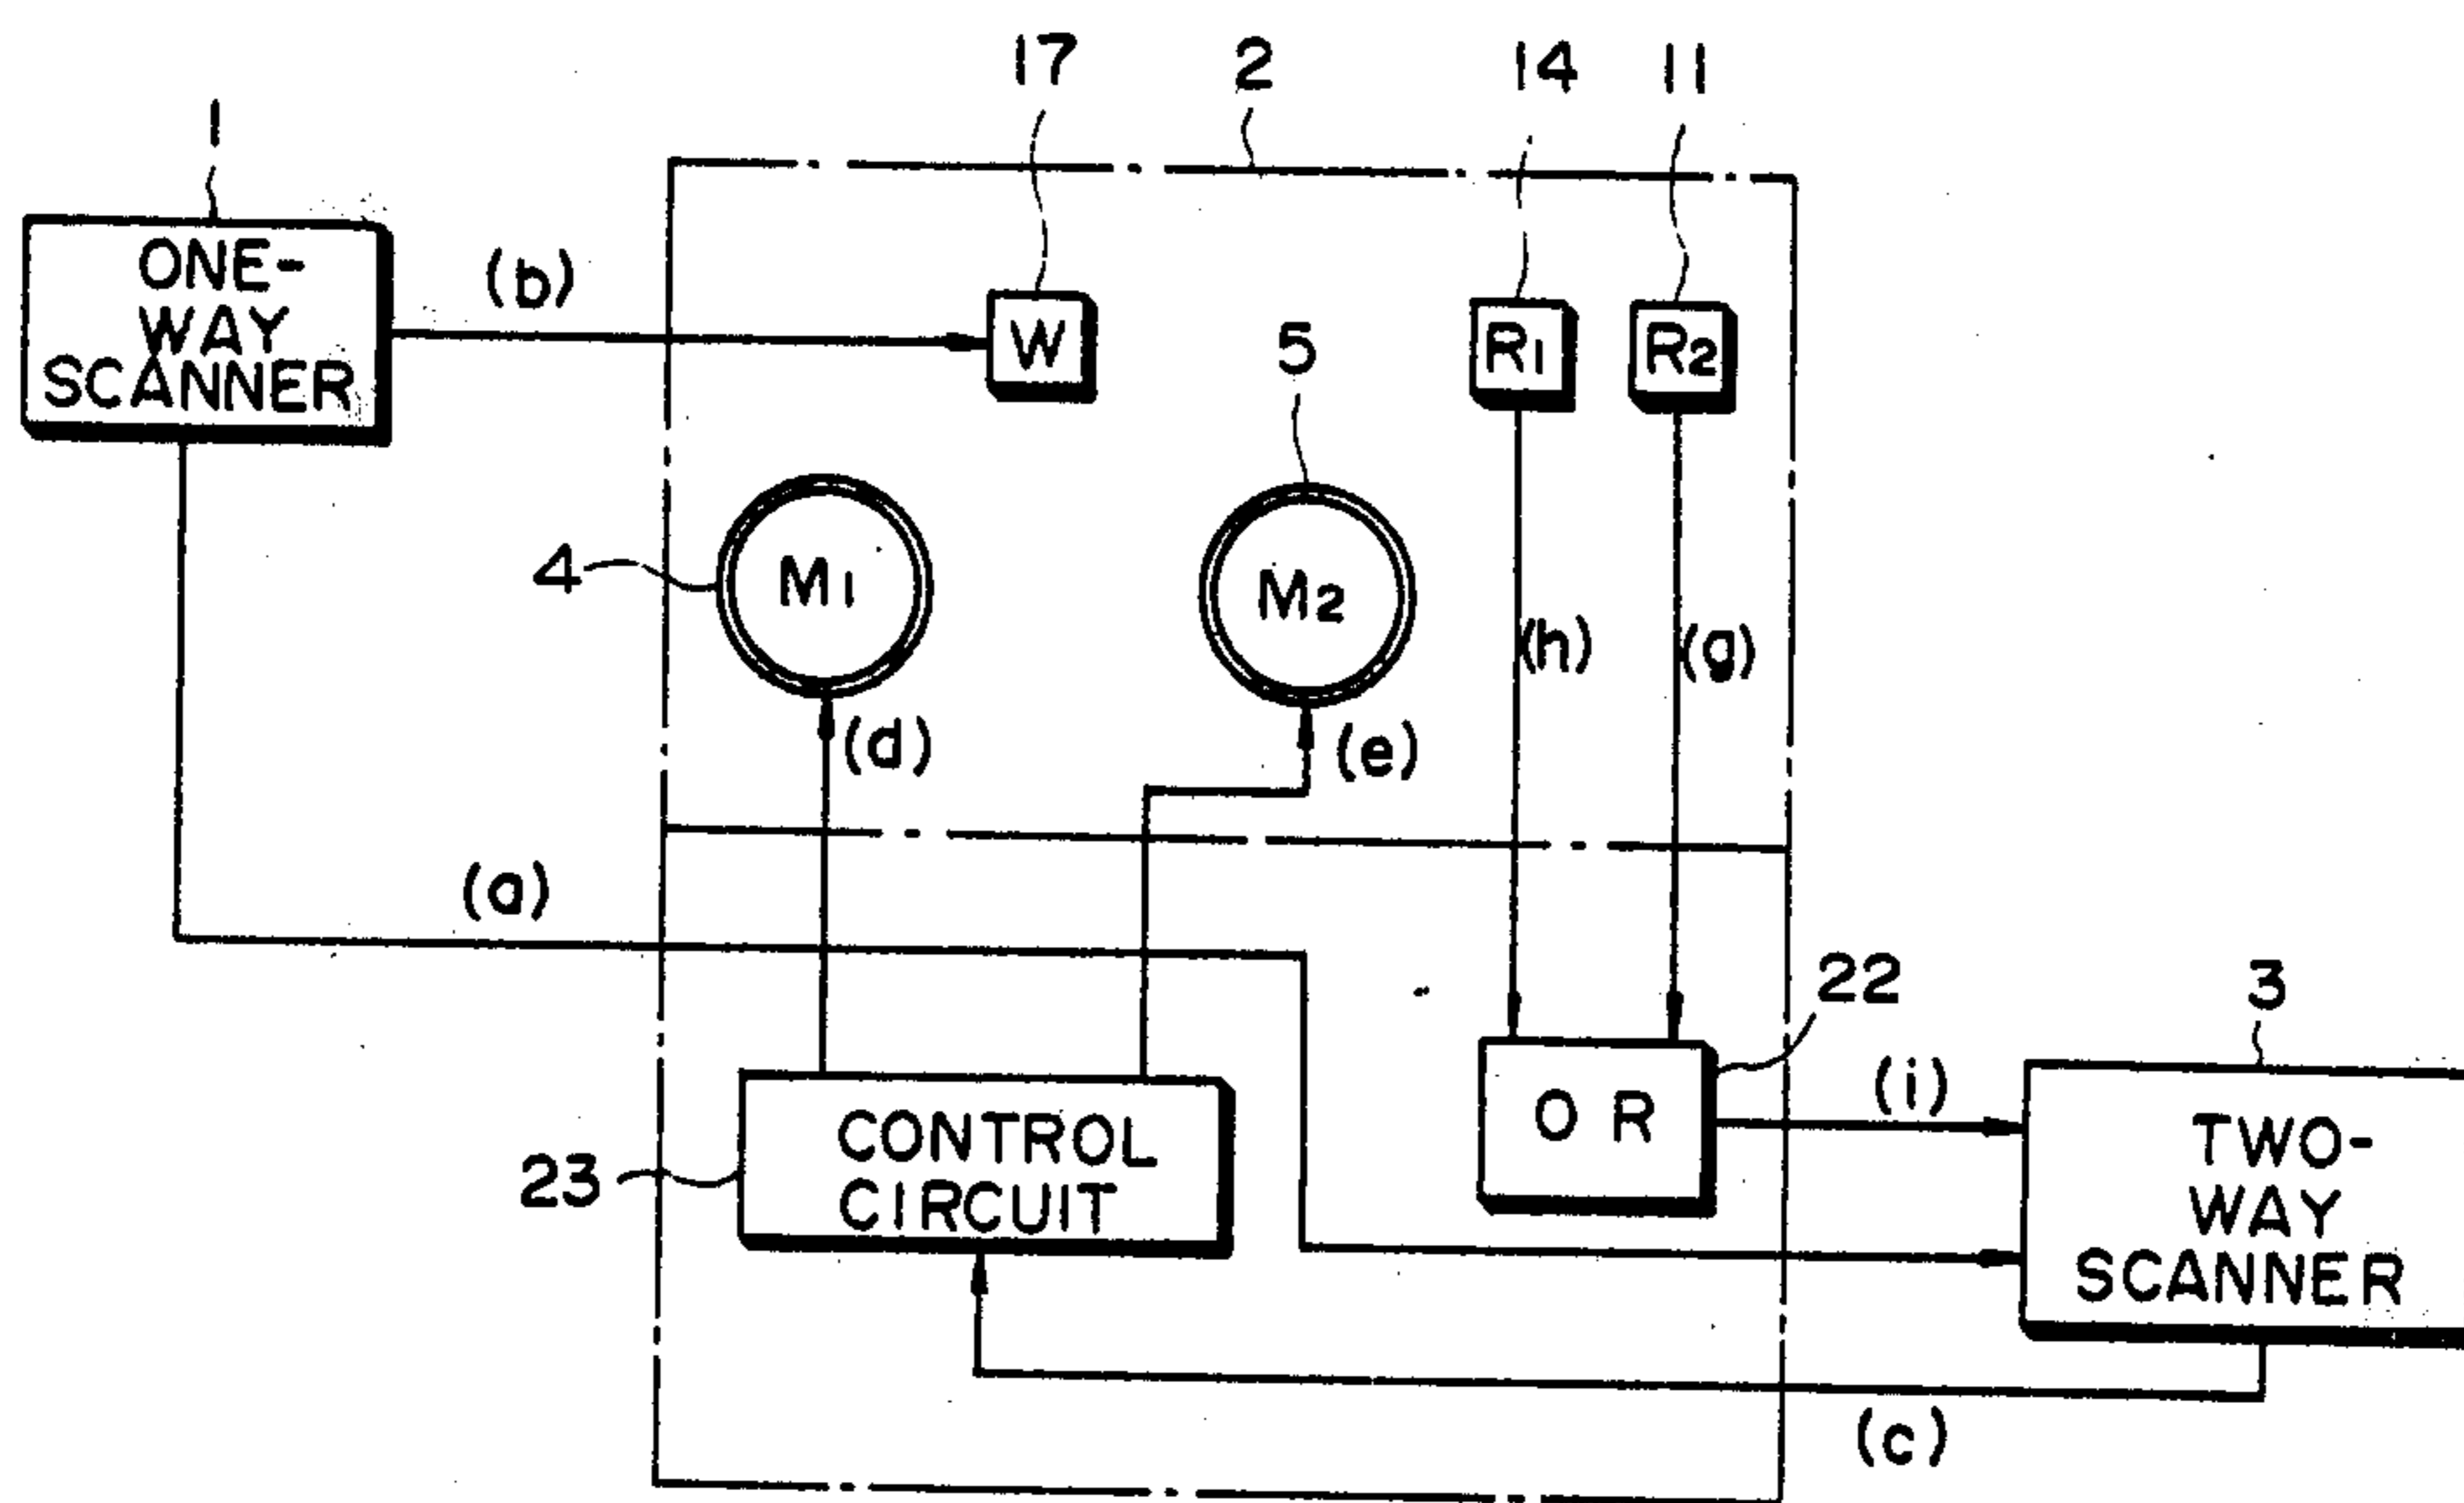 17
2
14
11
1
ONE-
WAY
SCANNER
(b)
W
R1
R2
5
4
M1
M2
(h)
(g)
(d)
(e)
(a)
22
3
23
CONTROL
CIRCUIT
OR
(i)
TWO-
WAY
SCANNER
(c)